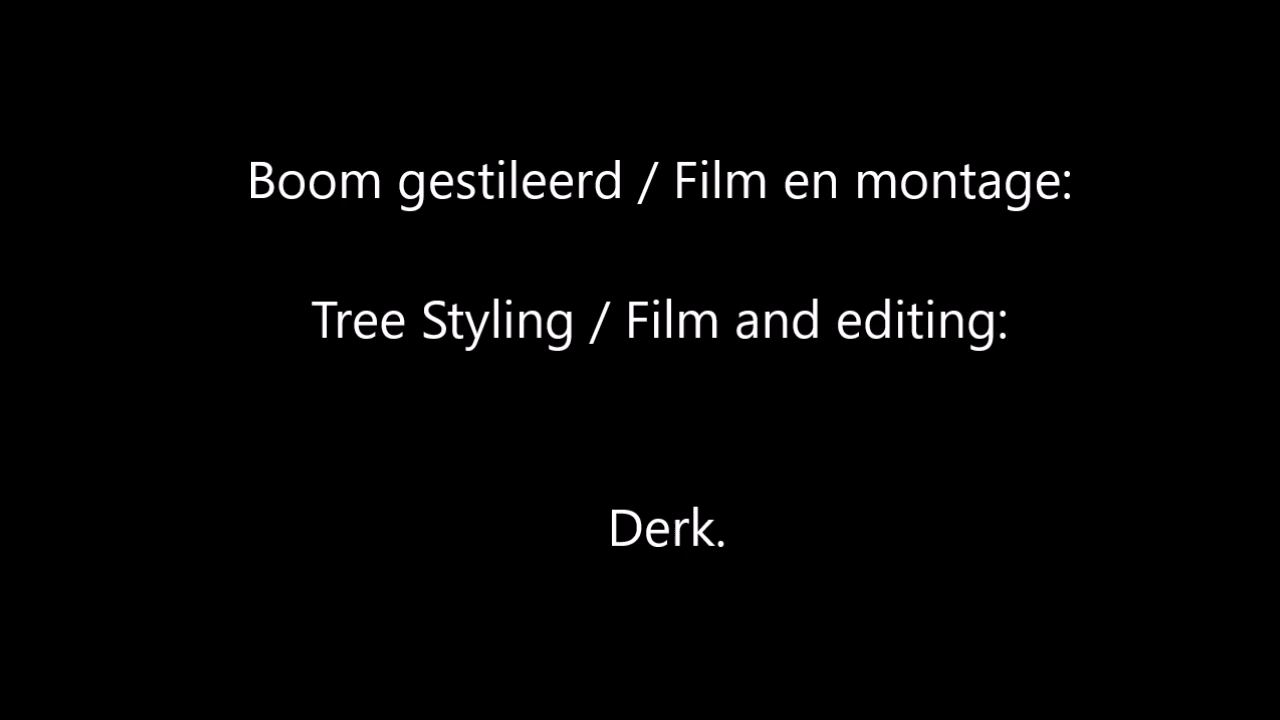 Boom gestileerd / Film en montage:
Tree Styling / Film and editing:
Derk.